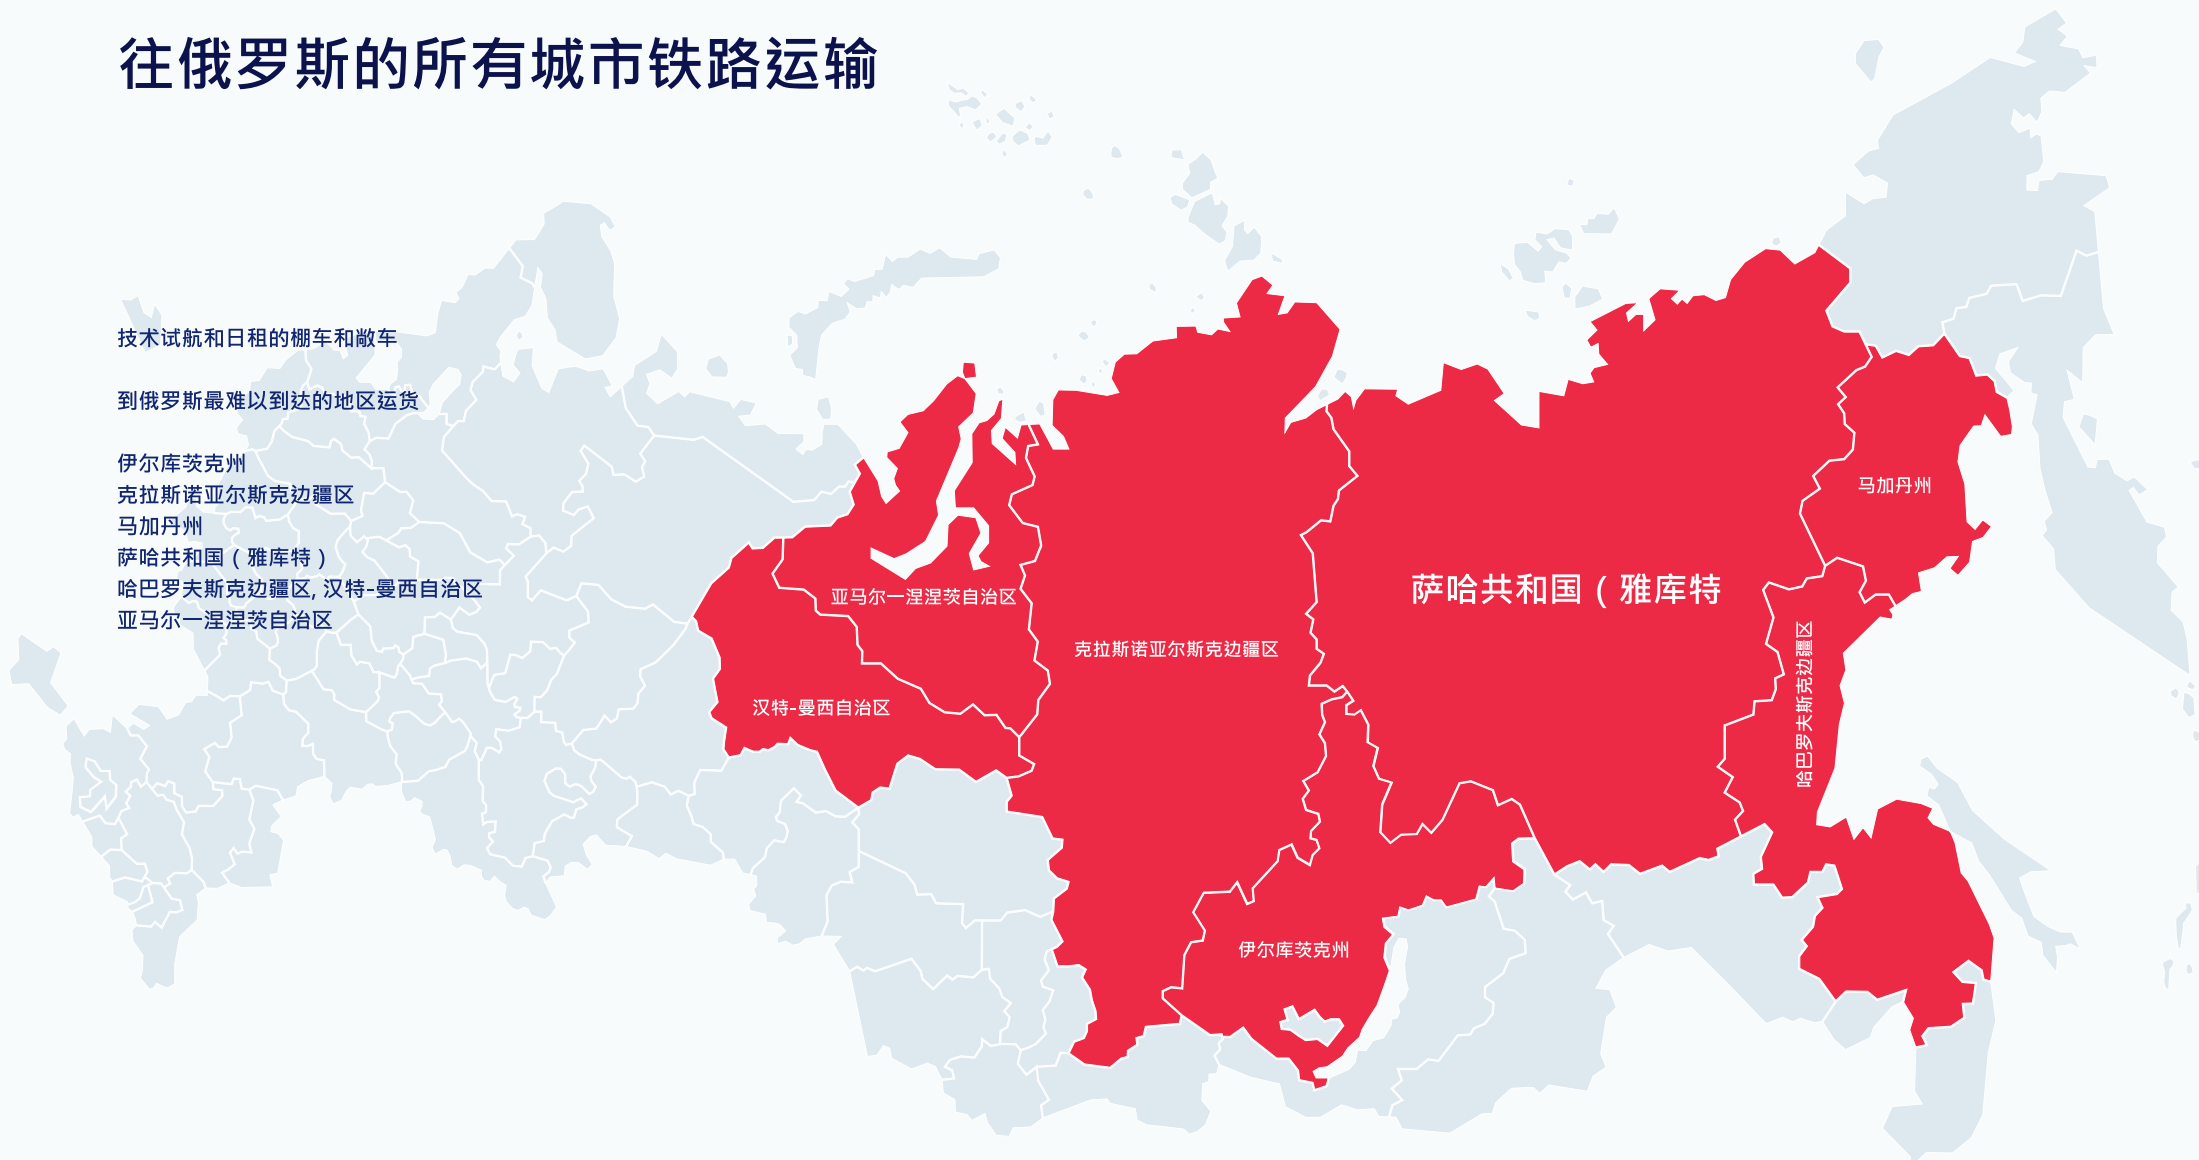 往俄罗斯的所有城市铁路运输
技术试航和日租的棚车和敞车
到俄罗斯最难以到达的地区运货
伊尔库茨克州
克拉斯诺亚尔斯克边疆区
马加丹州
萨哈共和国（雅库特）
哈巴罗夫斯克边疆区, 汉特-曼西自治区
亚马尔一涅涅茨自治区
马加丹州
萨哈共和国（雅库特
亚马尔一涅涅茨自治区
克拉斯诺亚尔斯克边疆区
哈巴罗夫斯克边疆区
汉特-曼西自治区
伊尔库茨克州